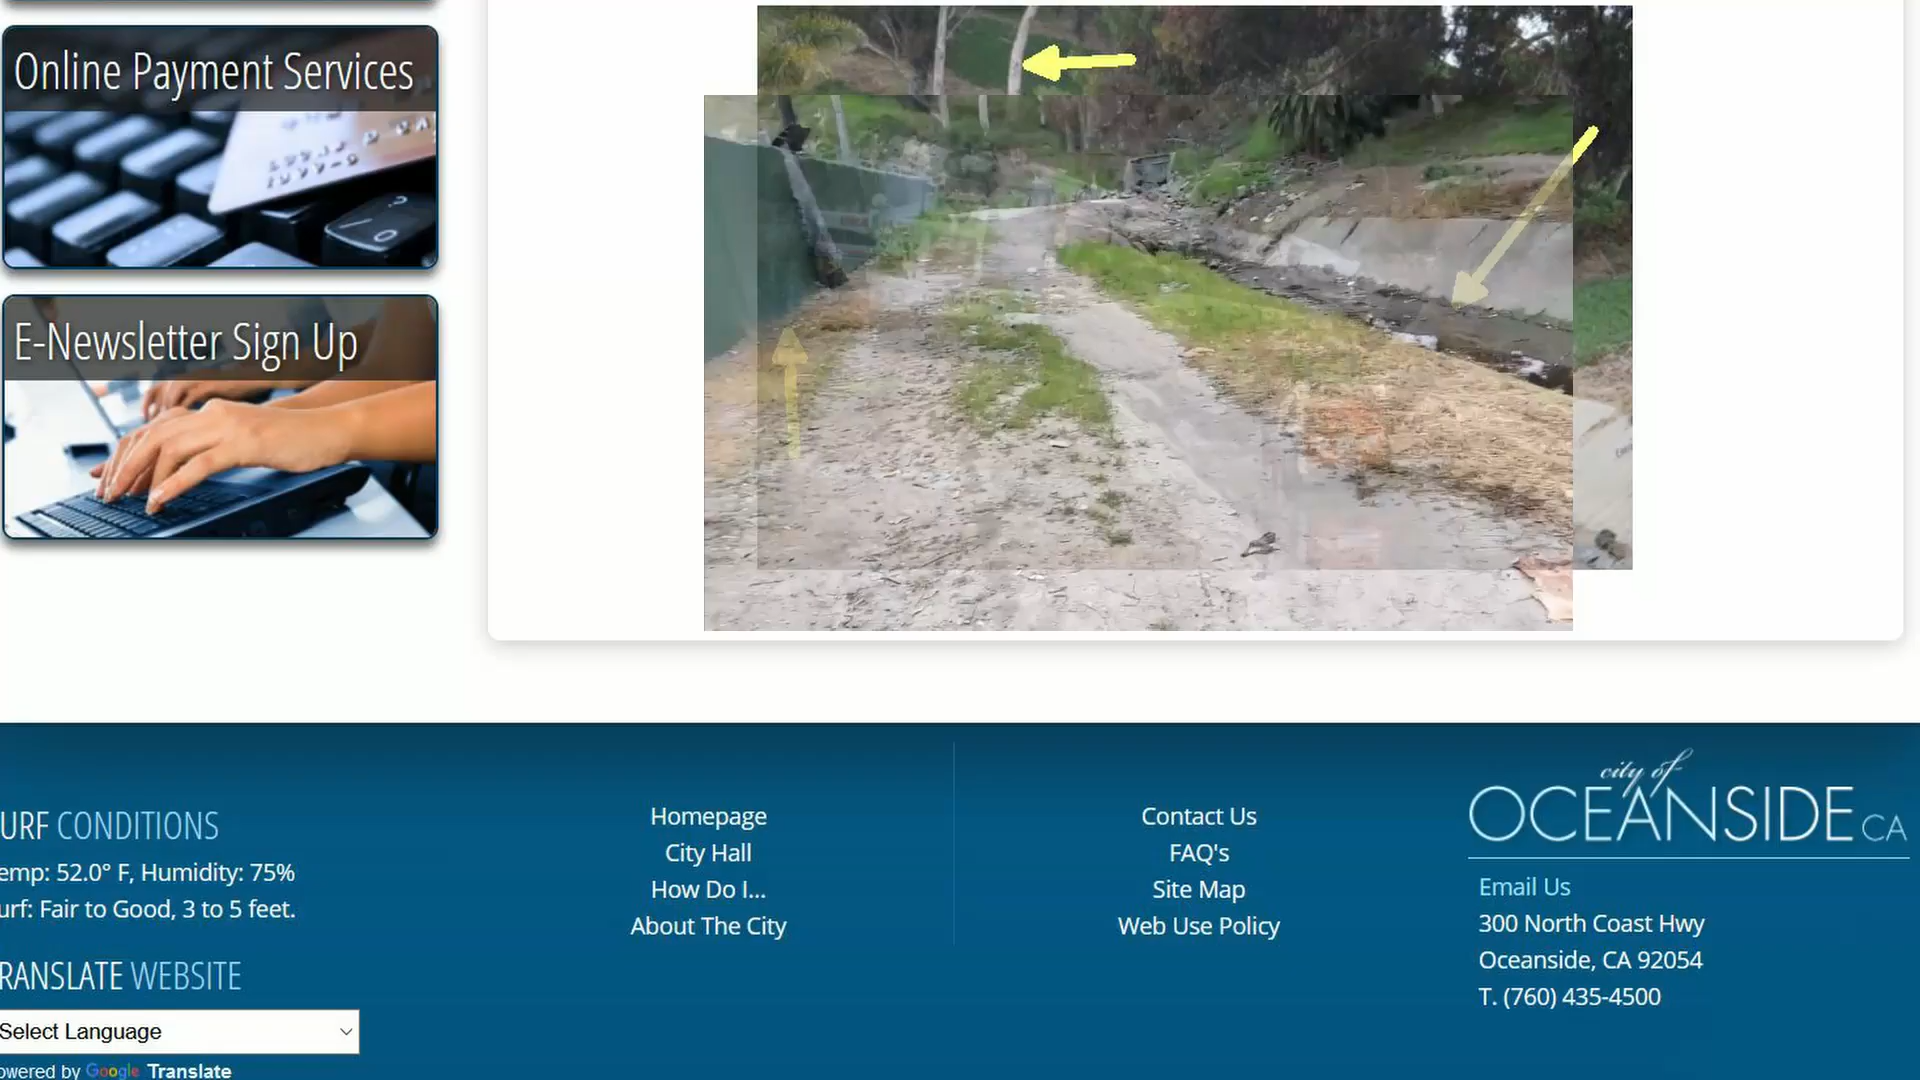 Online Payment Services
E-Newsletter Sign Up
URF CONDITIONS
emp: 52.0° F, Humidity: 75%
urf: Fair to Good, 3 to 5 feet.
RANSLATE WEBSITE
Select Language
owered by Google Translate
Homepage
City Hall
How Do I...
About The City
Contact Us
FAQ's
Site Map
Web Use Policy
city of
OCEANSIDE CA
Email Us
300 North Coast Hwy
Oceanside, CA 92054
T. (760) 435-4500